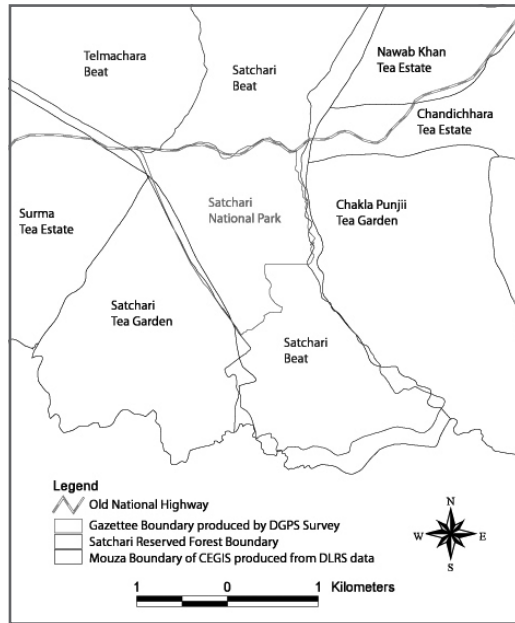 Telmachara
Beat
Satchari
Beat
Nawab Khan
Tea Estate
Chandichhara
Tea Estate
Satchari
National Park
Chakla Punjii
Tea Garden
Surma
Tea Estate
Satchari
Tea Garden
Satchari
Beat
Legend
Old National Highway
Gazettee Boundary produced by DGPS Survey
Satchari Reserved Forest Boundary
Mouza Boundary of CEGIS produced from DLRS data
N
W E
S
1 0 1 Kilometers